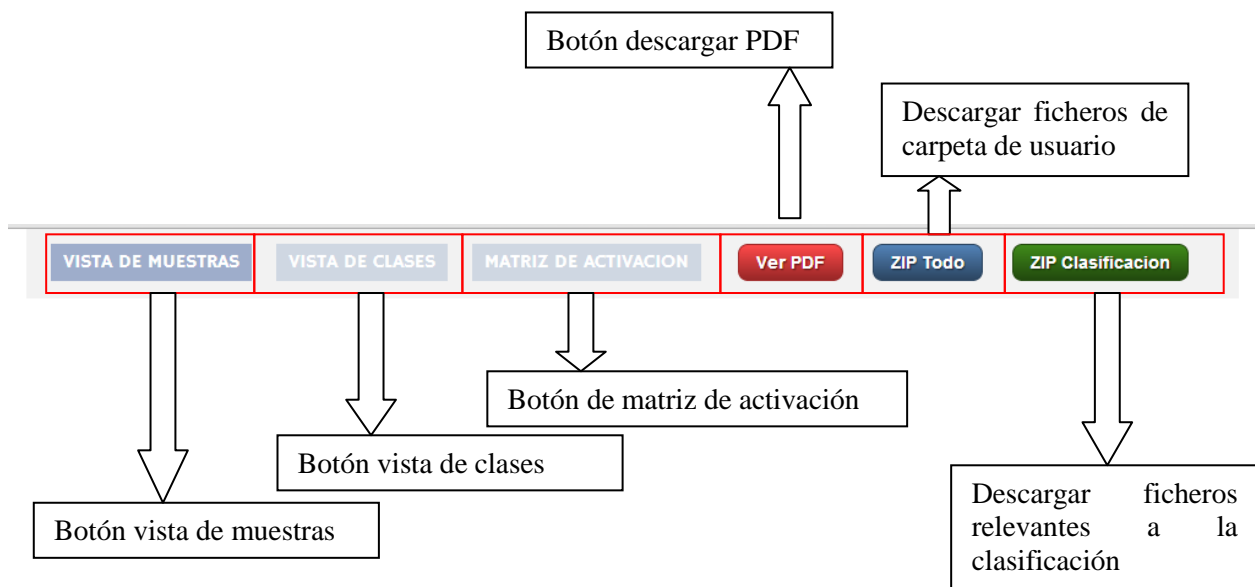 Botón descargar PDF
Descargar ficheros de
carpeta de usuario
VISTA DE MUESTRAS
VISTA DE CLASES
MATRIZ DE ACTIVACION
Ver PDF
ZIP Todo
ZIP Clasificacion
Botón de matriz de activación
Botón vista de clases
Botón vista de muestras
Descargar ficheros
relevantes a la
clasificación